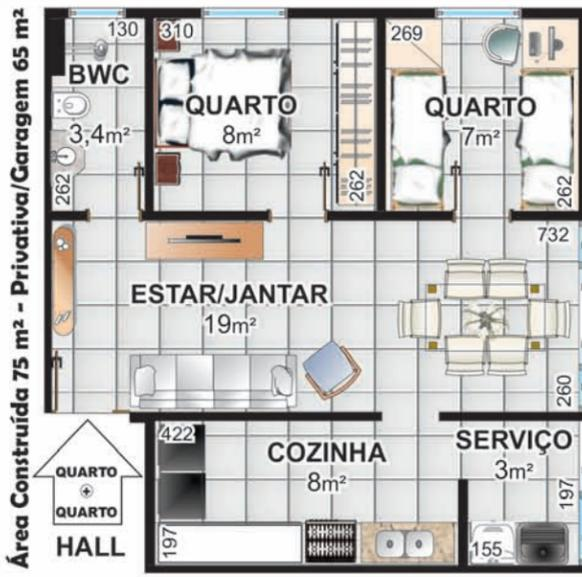 Área Construída 75 m² - Privativa/Garagem 65 m²
130
BWC
3,4m²
262
310
QUARTO
8m²
262
269
QUARTO
7m²
262
732
ESTAR/JANTAR
19m²
260
422
COZINHA
8m²
197
SERVIÇO
3m²
197
155
QUARTO
+
QUARTO
HALL